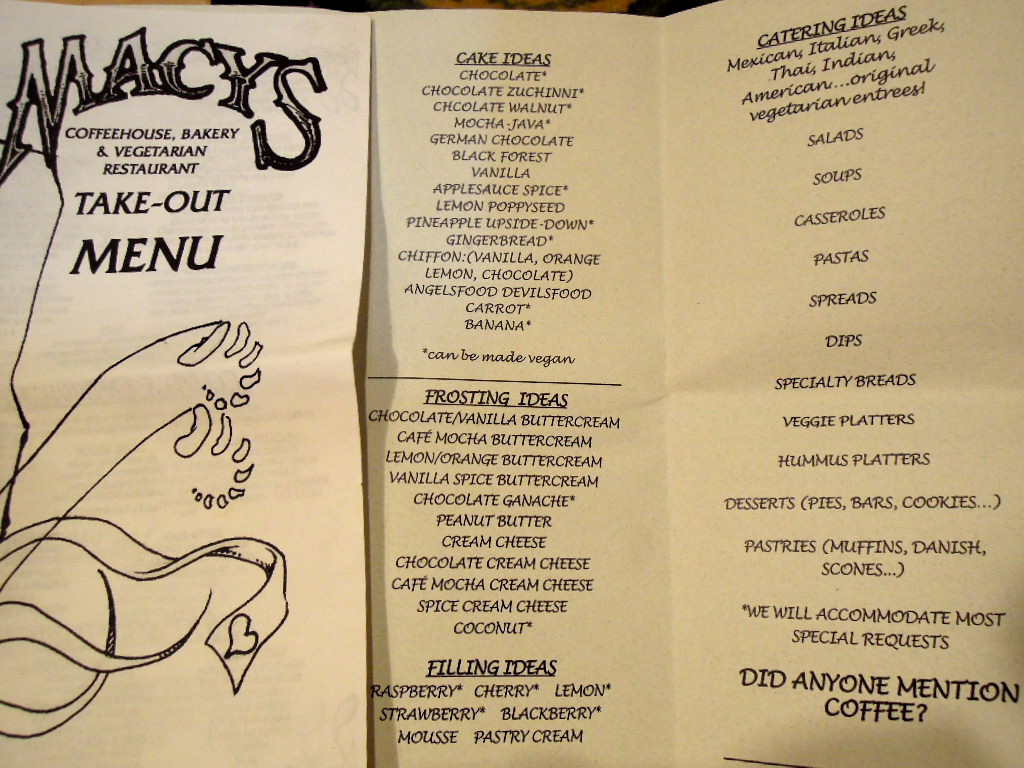 MACYS
COFFEEHOUSE, BAKERY
& VEGETARIAN
RESTAURANT
TAKE-OUT
MENU
CAKE IDEAS
CHOCOLATE*
CHOCOLATE ZUCHINNI*
CHCOLATE WALNUT*
MOCHA-JAVA*
GERMAN CHOCOLATE
BLACK FOREST
VANILLA
APPLESAUCE SPICE*
LEMON POPPYSEED
PINEAPPLE UPSIDE-DOWN*
GINGERBREAD*
CHIFFON:(VANILLA, ORANGE
LEMON, CHOCOLATE)
ANGELSFOOD DEVILSFOOD
CARROT*
BANANA*
*can be made vegan
FROSTING IDEAS
CHOCOLATE/VANILLA BUTTERCREAM
CAFÉ MOCHA BUTTERCREAM
LEMON/ORANGE BUTTERCREAM
VANILLA SPICE BUTTERCREAM
CHOCOLATE GANACHE*
PEANUT BUTTER
CREAM CHEESE
CHOCOLATE CREAM CHEESE
CAFÉ MOCHA CREAM CHEESE
SPICE CREAM CHEESE
COCONUT*
FILLING IDEAS
RASPBERRY* CHERRY* LEMON*
STRAWBERRY* BLACKBERRY*
MOUSSE PASTRY CREAM
CATERING IDEAS
Mexican, Italian, Greek,
Thai, Indian,
American...original
vegetarian entrees!
SALADS
SOUPS
CASSEROLES
PASTAS
SPREADS
DIPS
SPECIALTY BREADS
VEGGIE PLATTERS
HUMMUS PLATTERS
DESSERTS (PIES, BARS, COOKIES...)
PASTRIES (MUFFINS, DANISH,
SCONES...)
*WE WILL ACCOMMODATE MOST
SPECIAL REQUESTS
DID ANYONE MENTION
COFFEE?